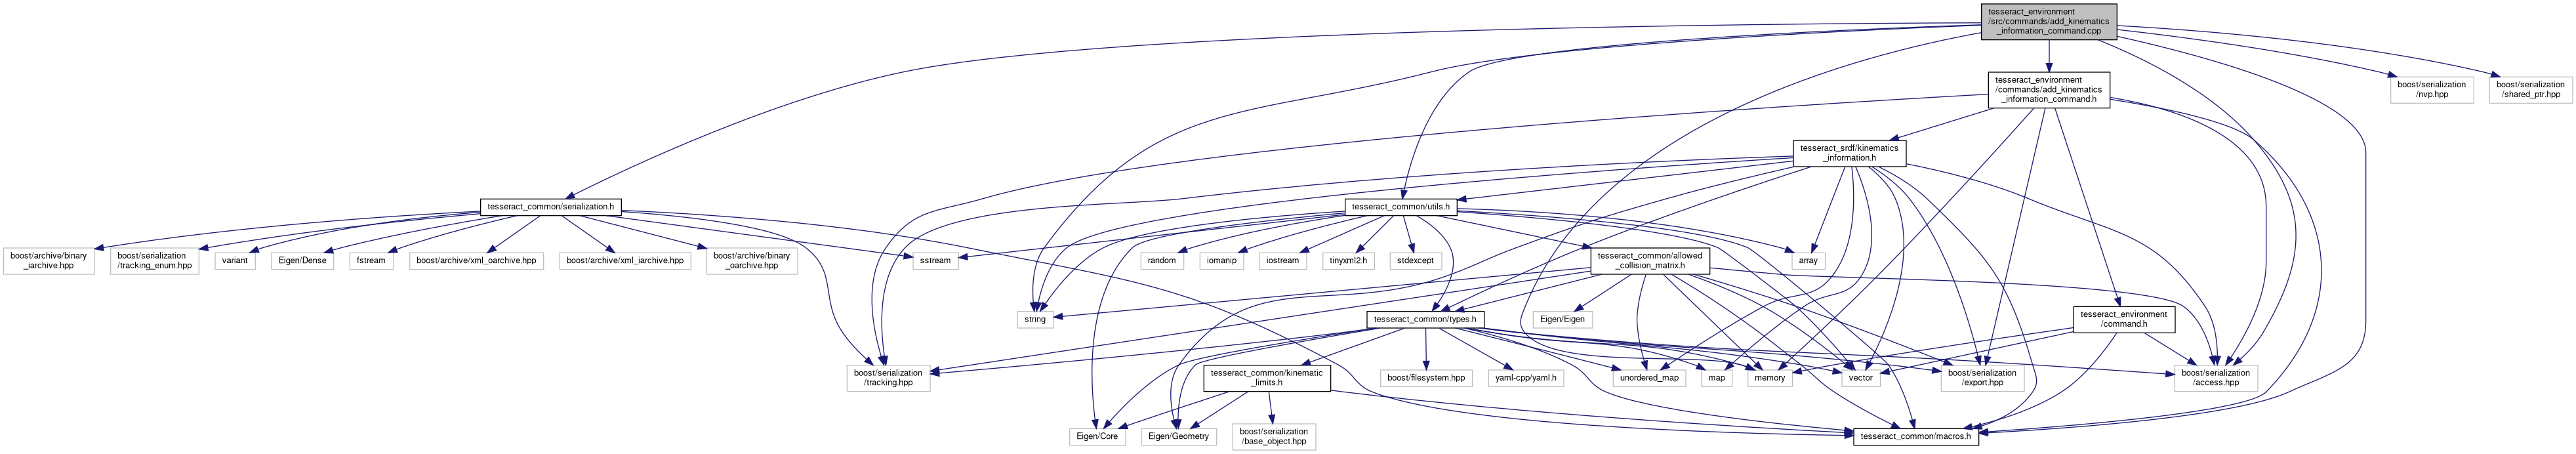 tesseract_environment
/src/commands/add_kinematics
_information_command.cpp
tesseract_environment
/commands/add_kinematics
_information_command.h
boost/serialization
/nvp.hpp
boost/serialization
/shared_ptr.hpp
tesseract_srdf/kinematics
_information.h
tesseract_common/serialization.h
tesseract_common/utils.h
boost/archive/binary
_iarchive.hpp
boost/serialization
/tracking_enum.hpp
variant
Eigen/Dense
fstream
boost/archive/xml_oarchive.hpp
boost/archive/xml_iarchive.hpp
boost/archive/binary
_oarchive.hpp
sstream
random
iomanip
iostream
tinyxml2.h
stdexcept
tesseract_common/allowed
_collision_matrix.h
array
string
tesseract_common/types.h
Eigen/Eigen
tesseract_environment
/command.h
boost/serialization
/tracking.hpp
tesseract_common/kinematic
_limits.h
boost/filesystem.hpp
yaml-cpp/yaml.h
unordered_map
map
memory
vector
boost/serialization
/export.hpp
boost/serialization
/access.hpp
Eigen/Core
Eigen/Geometry
boost/serialization
/base_object.hpp
tesseract_common/macros.h